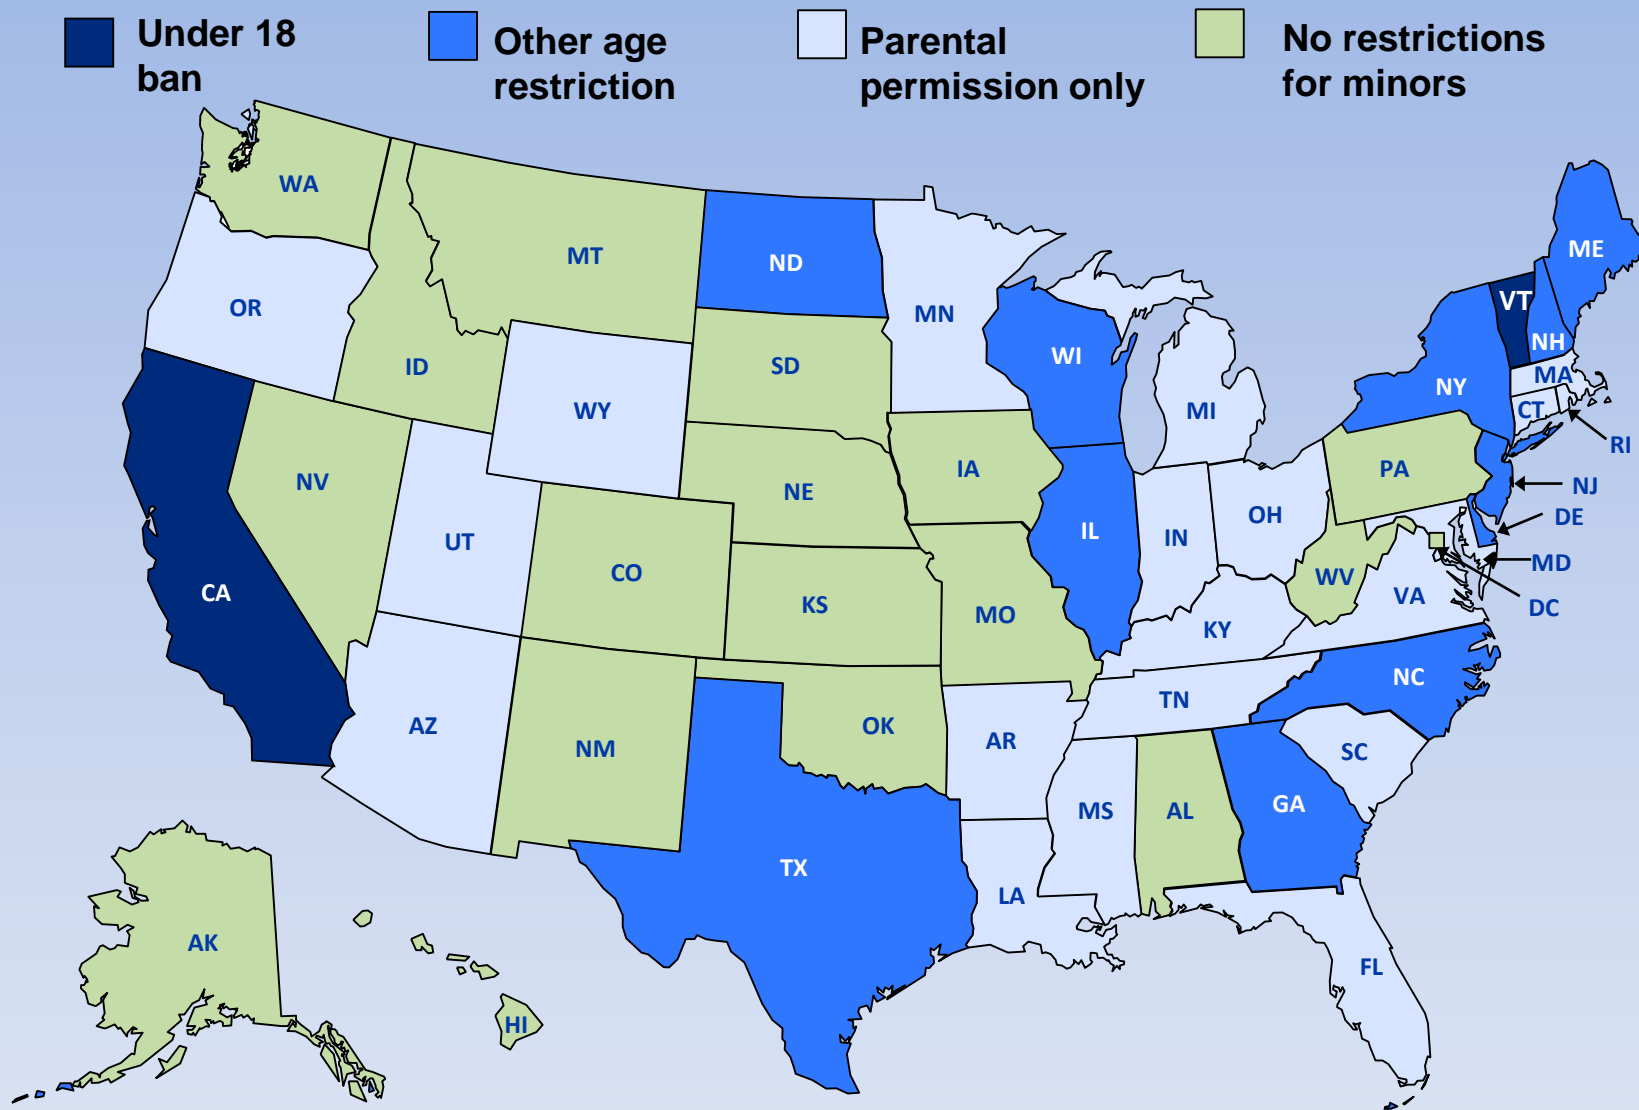 Under 18
ban
Other age
restriction
Parental
permission only
No restrictions
for minors
WA
MT
ND
ME
OR
MN
VT
NH
ID
SD
WI
NY
MA
WY
MI
CT
RI
NV
NE
IA
PA
NJ
UT
IL
IN
OH
DE
CO
MD
CA
KS
MO
WV
VA
DC
KY
NC
AZ
NM
OK
AR
TN
SC
MS
AL
GA
TX
LA
AK
FL
HI